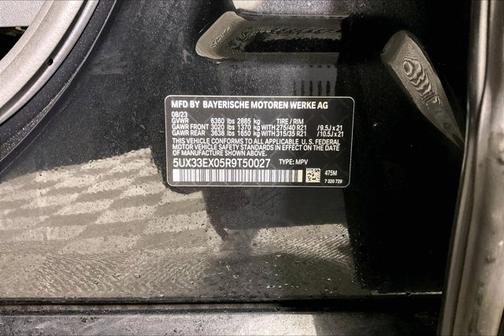 MFD BY BAYERISCHE MOTOREN WERKE AG
08/23
GVWR 6360 lbs 2885 kg TIRE / RIM
GAWR FRONT 3020 lbs 1370 kg WITH 275/40 R21 /9.5J x 21
GAWR REAR 3638 lbs 1650 kg WITH 315/35 R21 /10.5J x 21
THIS VEHICLE CONFORMS TO ALL APPLICABLE U. S. FEDERAL
MOTOR VEHICLE SAFETY STANDARDS IN EFFECT ON THE
DATE OF MANUFACTURE SHOWN ABOVE.
5UX33EX05R9T50027 TYPE: MPV
475M
7 320 729